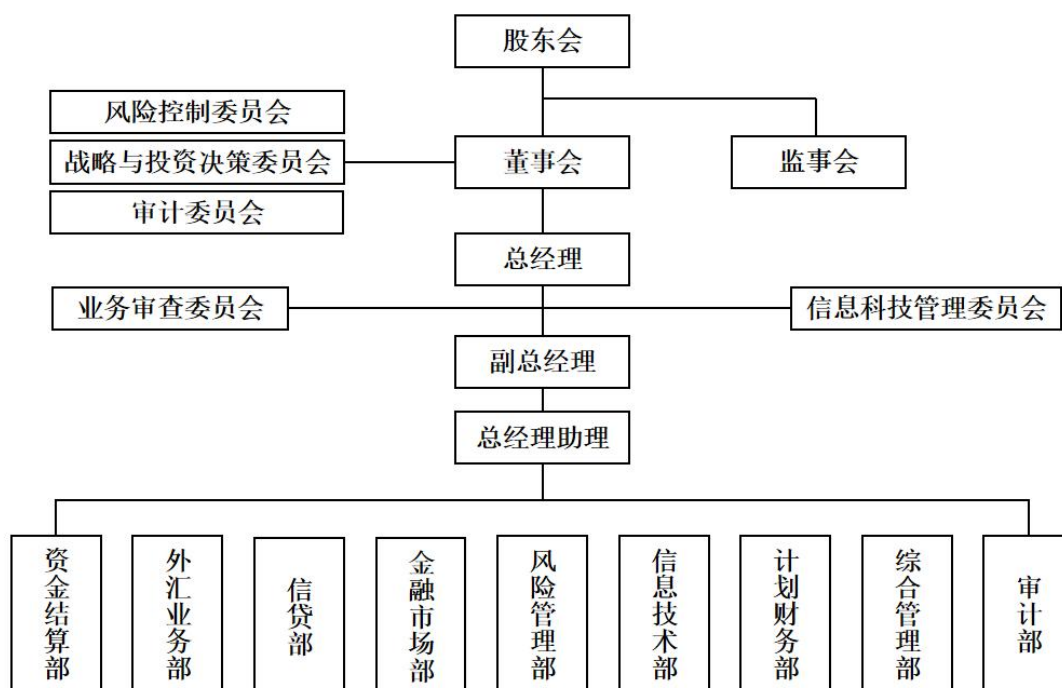 股东会
风险控制委员会
战略与投资决策委员会
董事会
监事会
审计委员会
总经理
业务审查委员会
信息科技管理委员会
副总经理
总经理助理
资金结算部
外汇业务部
信贷部
金融市场部
风险管理部
信息技术部
计划财务部
综合管理部
审计部